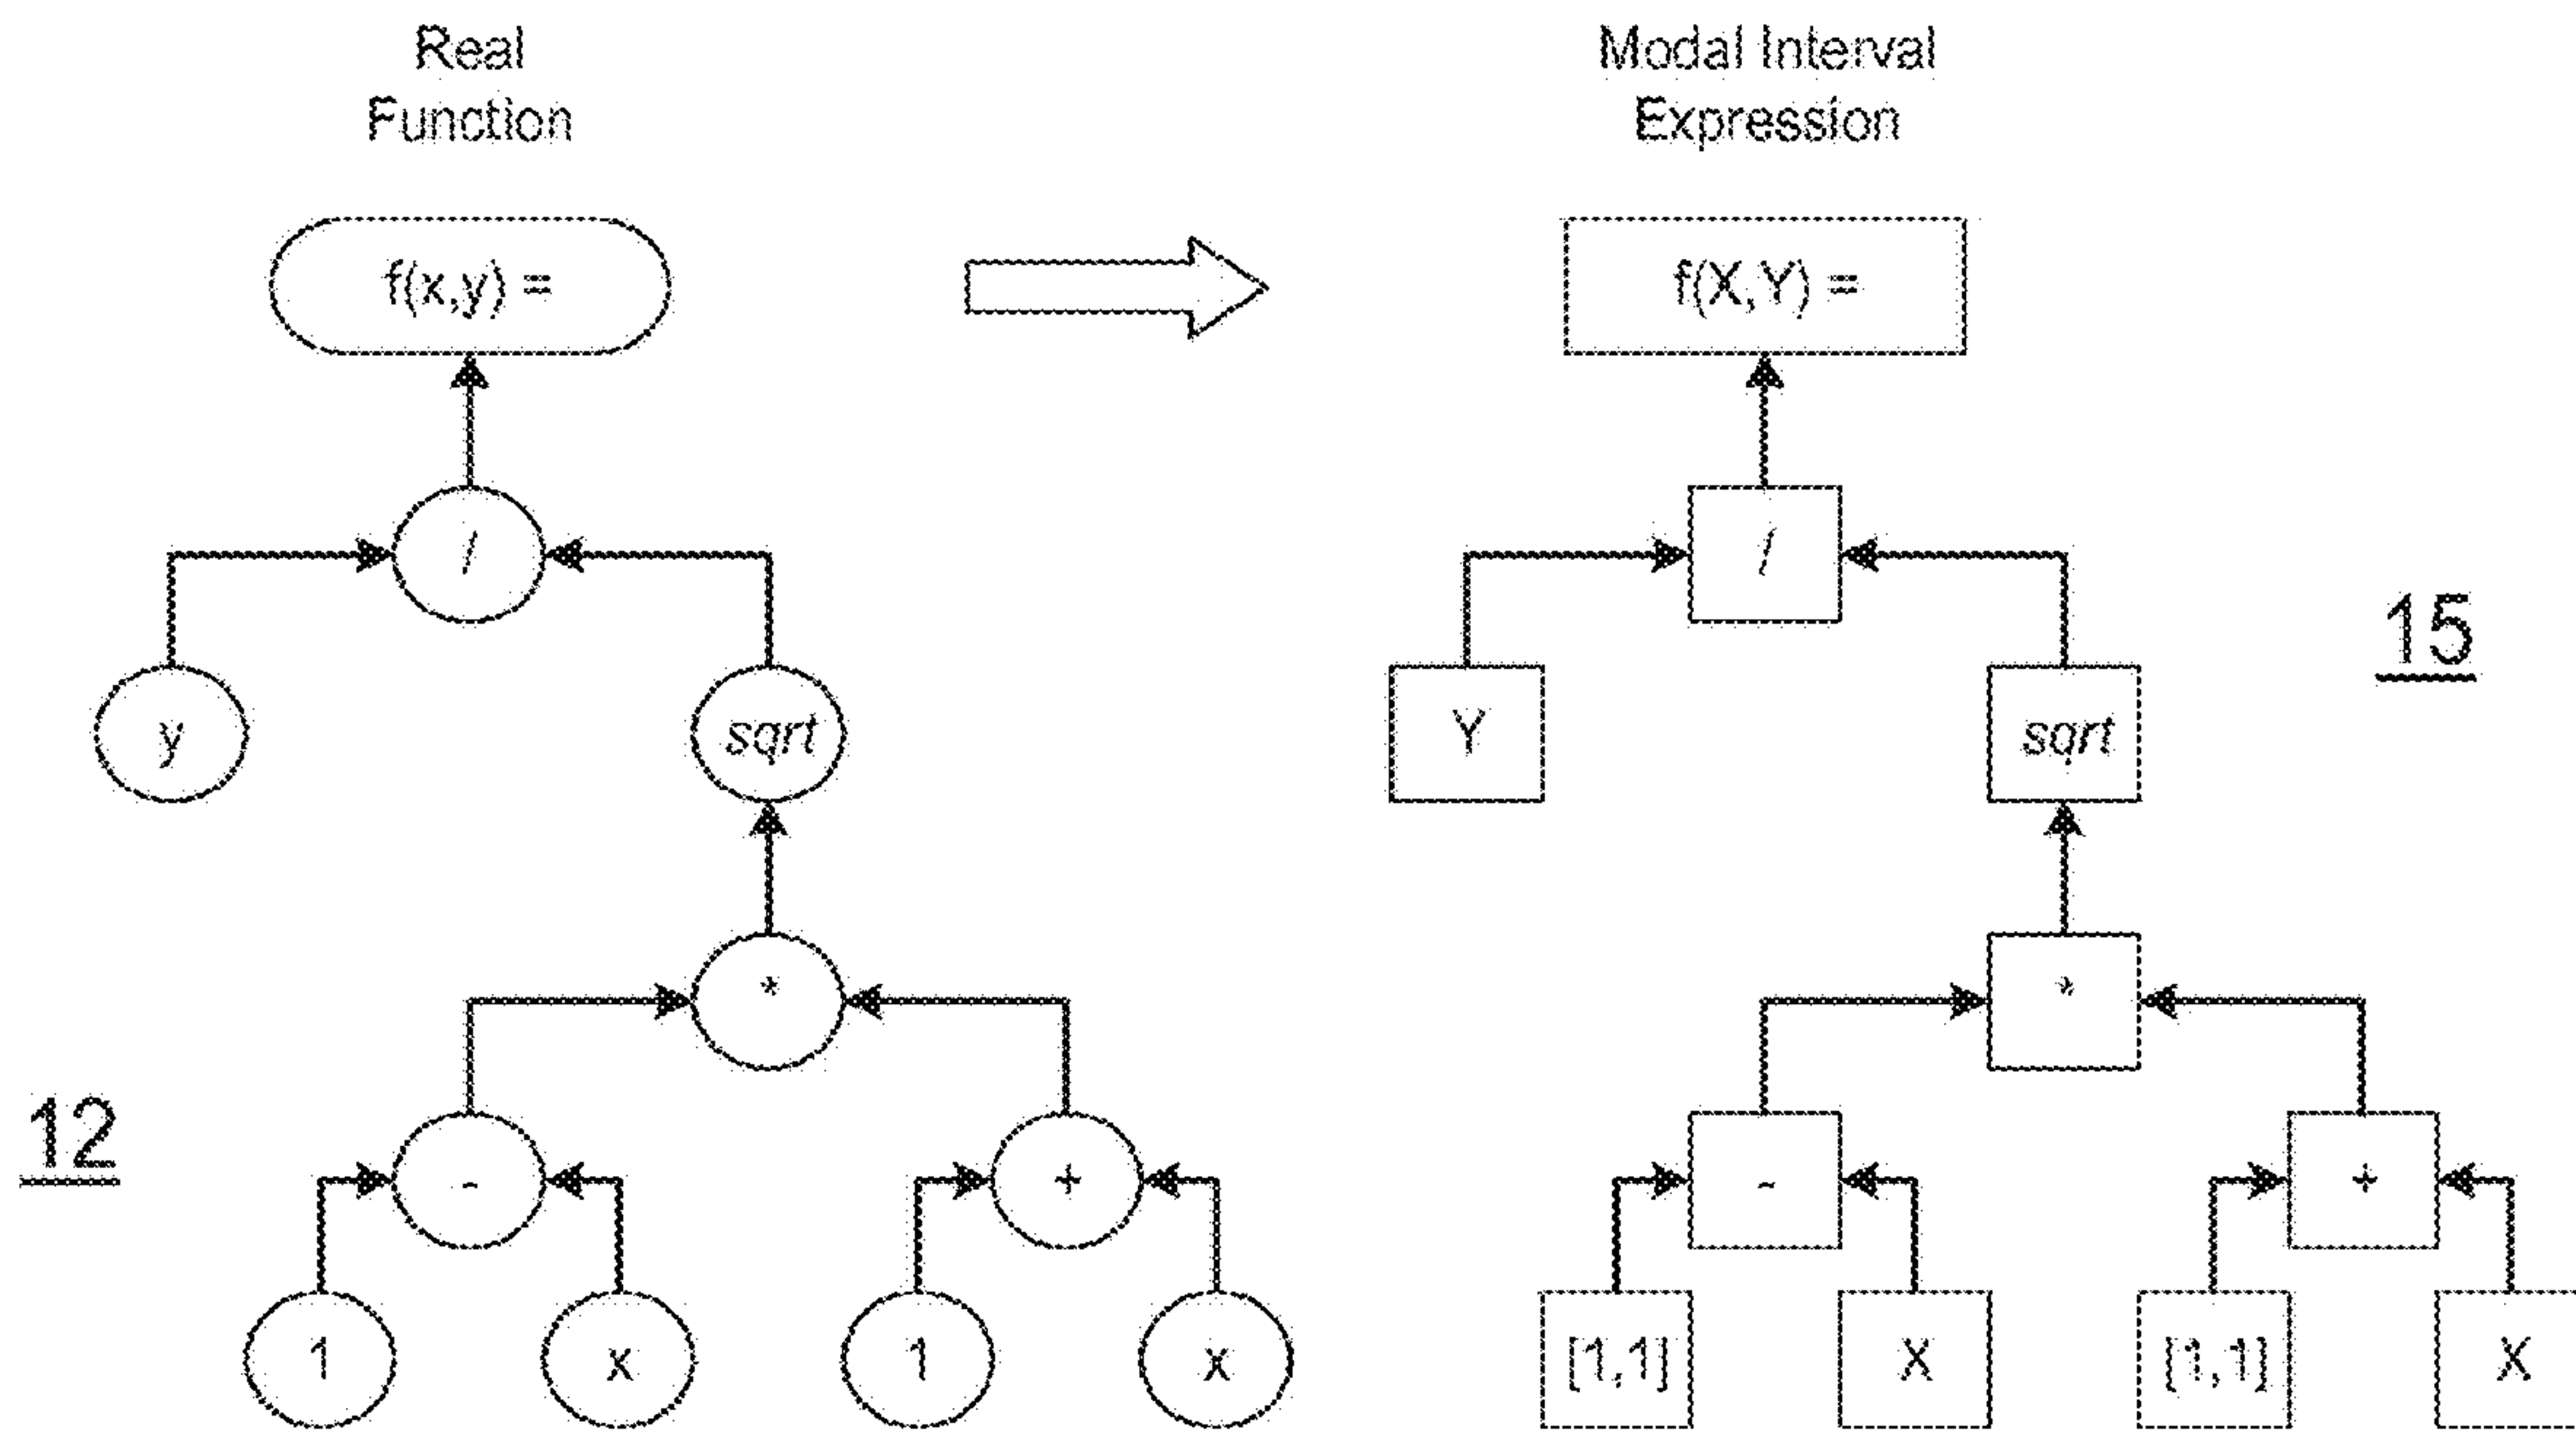 Real
Function
Modal Interval
Expression
f(x,y) =
f(X,Y) =
/
/
15
y
sqrt
Y
sqrt
*
*
12
-
+
-
+
1
x
1
x
[1,1]
X
[1,1]
X